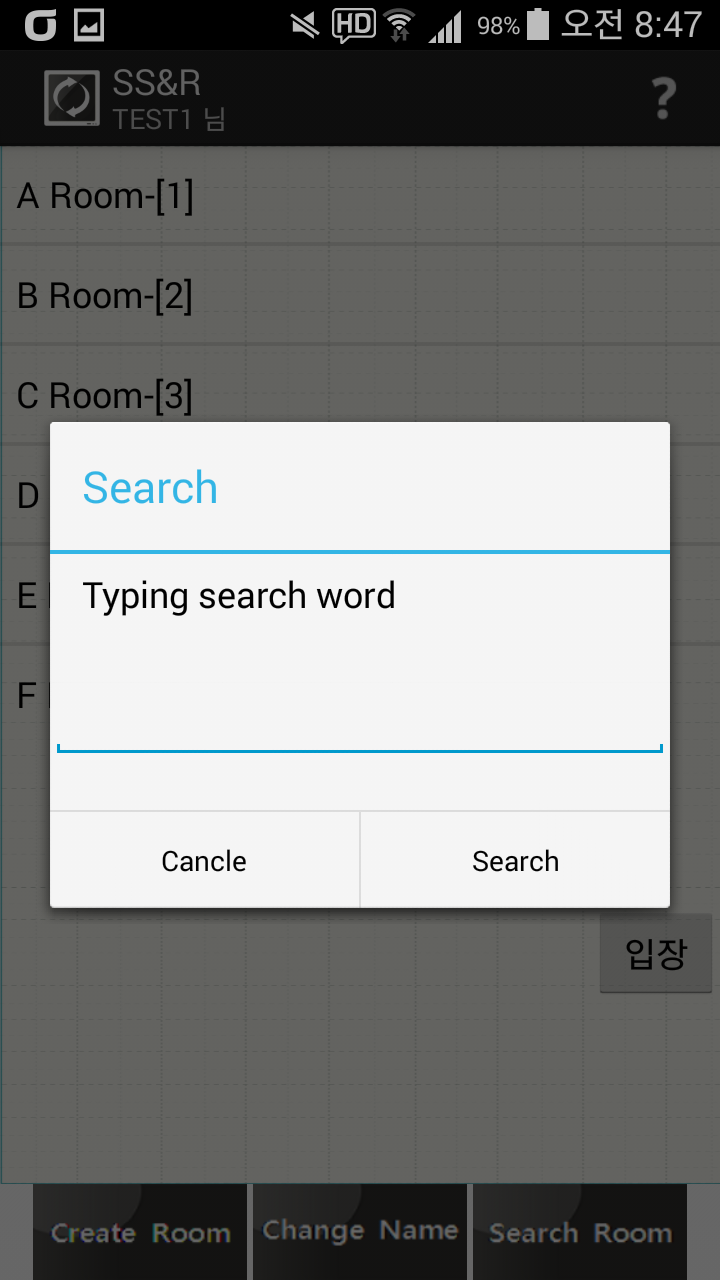 HD 98% 오전 8:47
SS&R
TEST1 님
?
A Room-[1]
B Room-[2]
C Room-[3]
D
E
F
Search
Typing search word
Cancle
Search
입장
Create Room
Change Name
Search Room